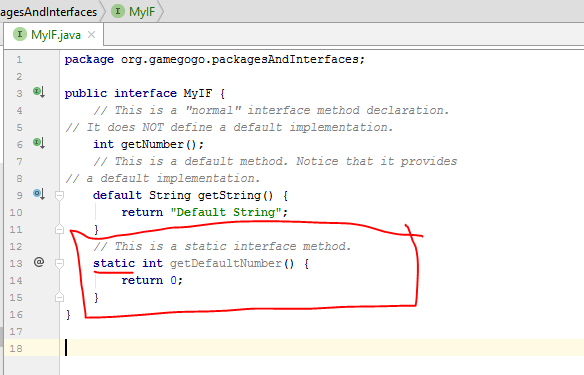 agesAndInterfaces MyIF
MyIF.java
1 package org.gamegogo.packagesAndInterfaces;
2
3 public interface MyIF {
4 // This is a "normal" interface method declaration.
5 // It does NOT define a default implementation.
6 int getNumber();
7 // This is a default method. Notice that it provides
8 // a default implementation.
9 default String getString() {
10 return "Default String";
11 }
12 // This is a static interface method.
13 @ static int getDefaultNumber() {
14 return 0;
15 }
16 }
17
18